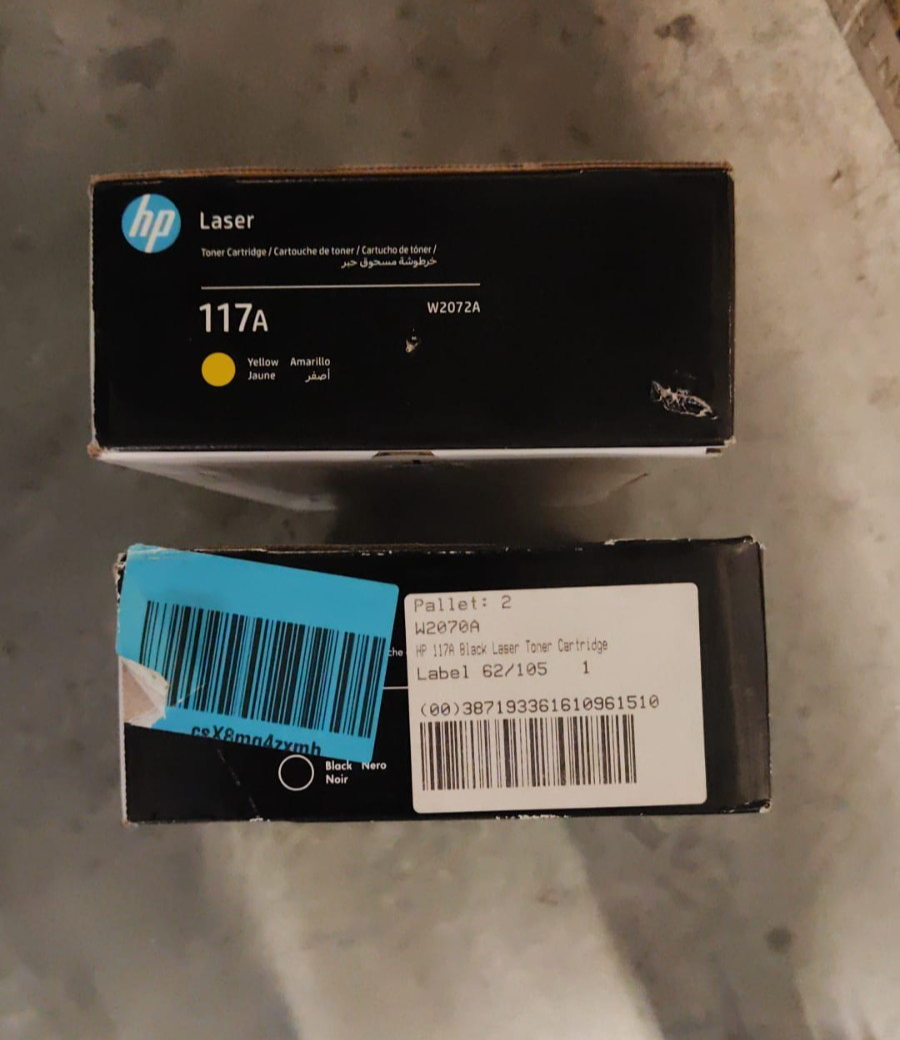 hp
Laser
Toner Cartridge / Cartouche de toner / Cartucho de tóner /
خرطوشة مسحوق حبر
117A
W2072A
Yellow Amarillo
Jaune أصفر
Pallet: 2
W2070A
HP 117A Black Laser Toner Cartridge
Label 62/105 1
(00)387193361610961510
csX8mq4zxmh
Black Nero
Noir